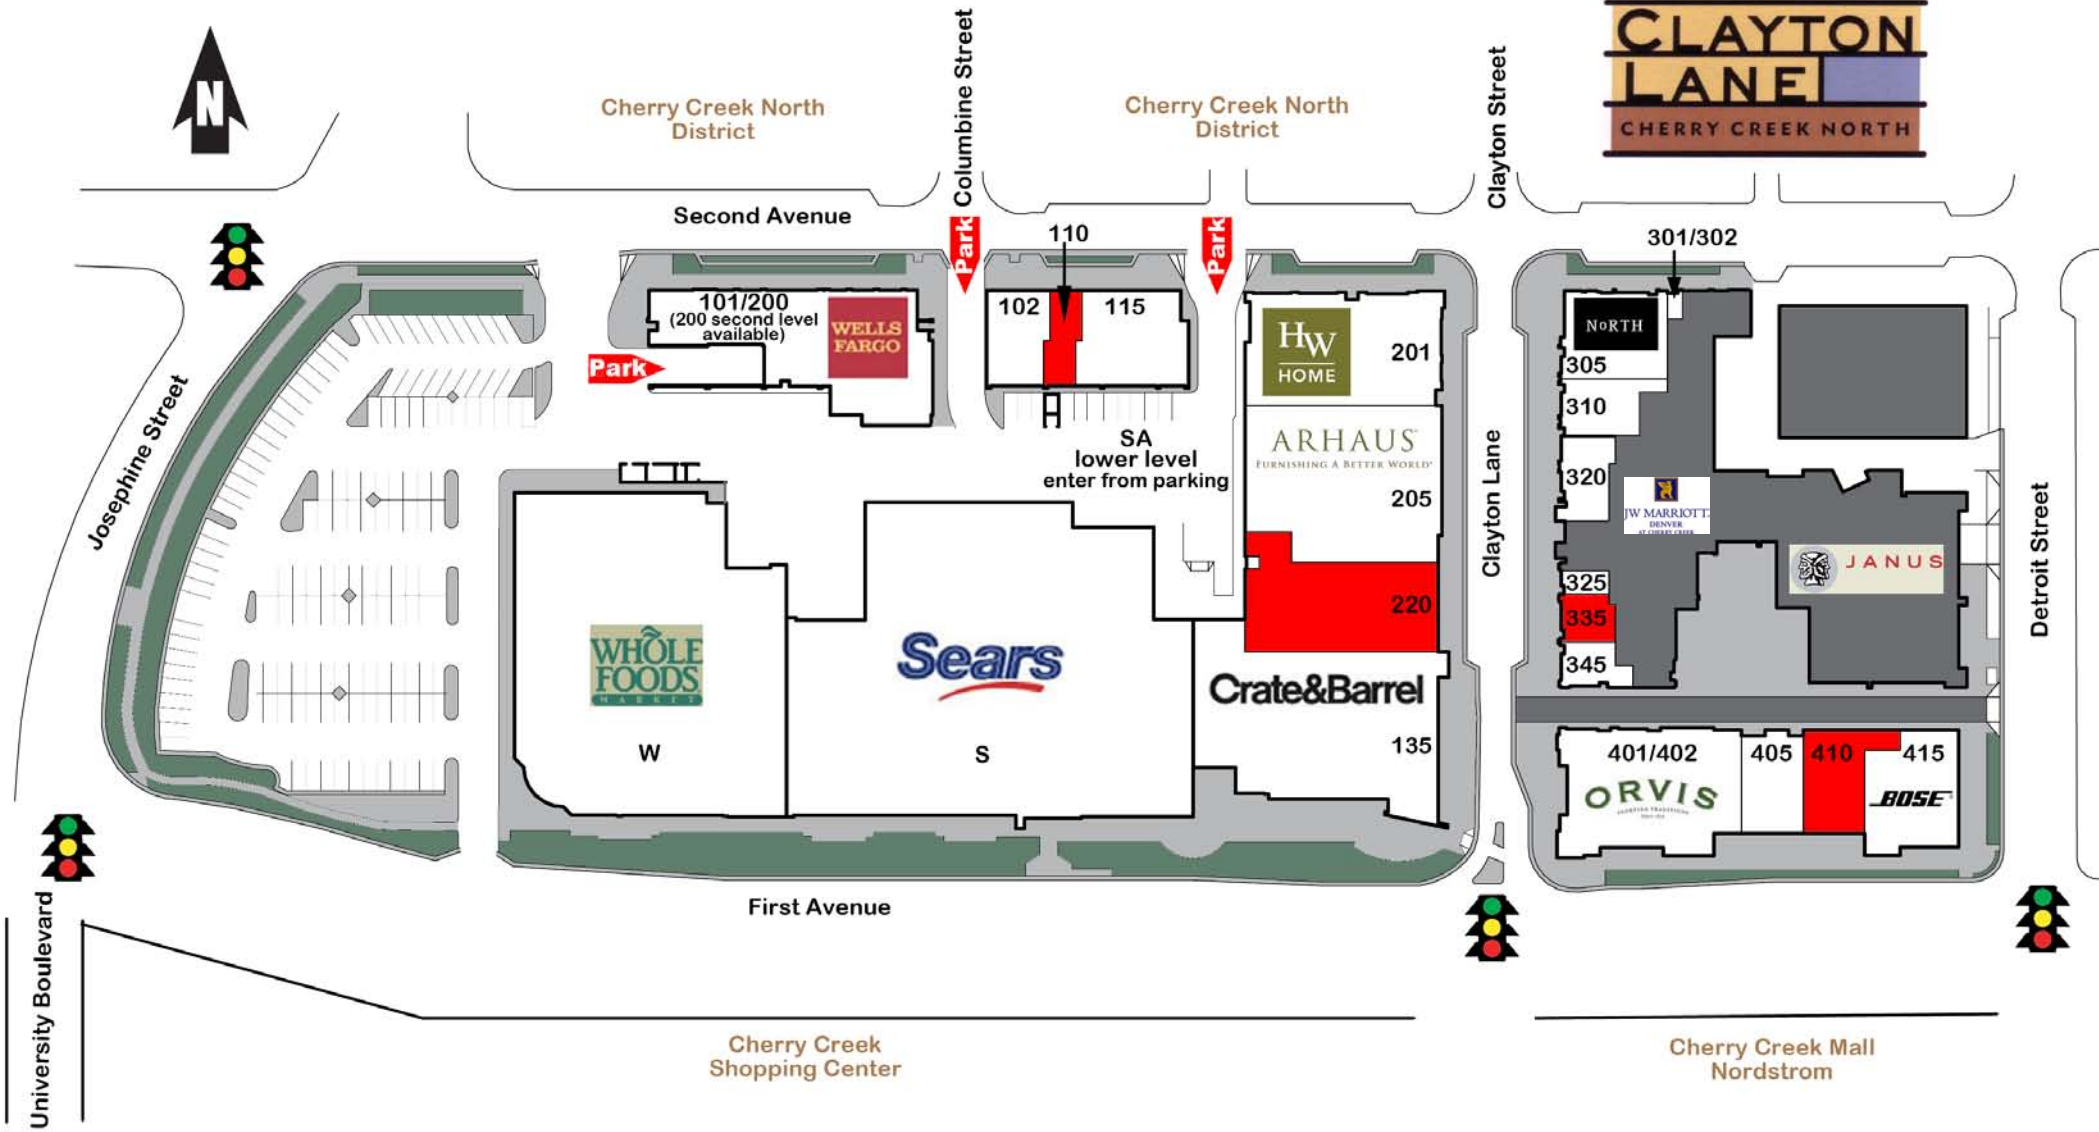 CLAYTON
LANE
CHERRY CREEK NORTH
N
Cherry Creek North
District
Columbine Street
Cherry Creek North
District
Clayton Street
Second Avenue
Park
110
Park
301/302
101/200
(200 second level
available)
WELLS
FARGO
Park
102
115
HW
HOME
201
NoRTH
305
310
320
ARHAUS
FURNISHING A BETTER WORLD
205
SA
lower level
enter from parking
Josephine Street
Clayton Lane
JW MARRIOTT
DENVER
AT CHERRY CREEK
JANUS
Detroit Street
325
335
345
220
WHOLE
FOODS
MARKET
W
Sears
S
Crate&Barrel
135
401/402
ORVIS
405
410
415
BOSE
First Avenue
University Boulevard
Cherry Creek
Shopping Center
Cherry Creek Mall
Nordstrom